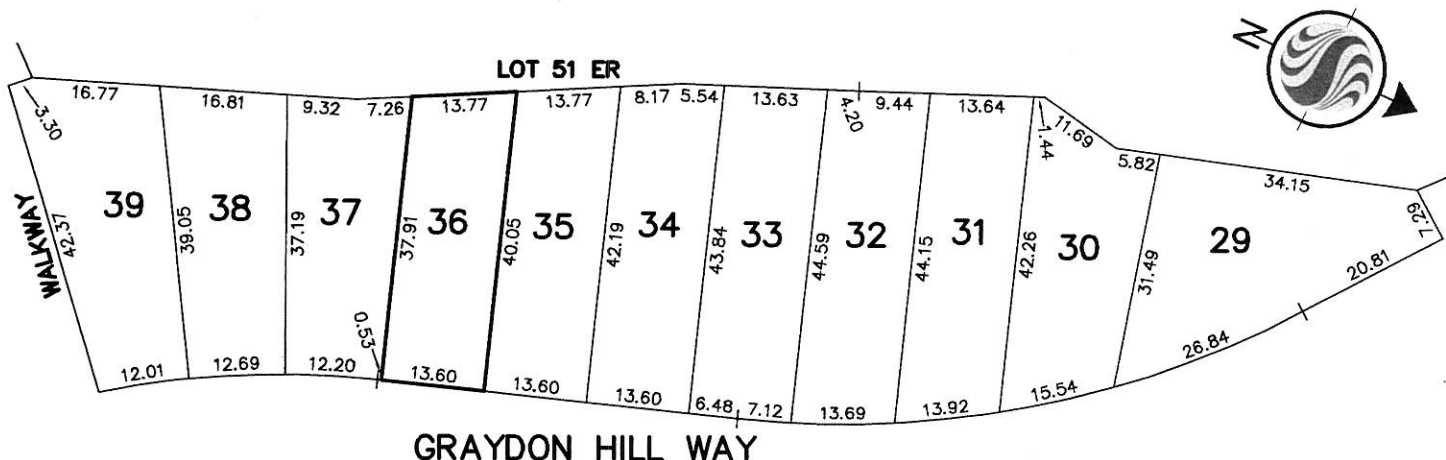 N
LOT 51 ER
16.77 16.81 9.32 7.26 13.77 13.77 8.17 5.54 13.63 4.20 9.44 13.64 1.44 11.69 5.82 34.15 7.29
3.30
WALKWAY 42.37 39 39.05 38 37.19 37 37.91 36 40.05 35 42.19 34 43.84 33 44.59 32 44.15 31 42.26 30 31.49 29 20.81
12.01 12.69 12.20 0.53 13.60 13.60 13.60 6.48 7.12 13.69 13.92 15.54 26.84
GRAYDON HILL WAY